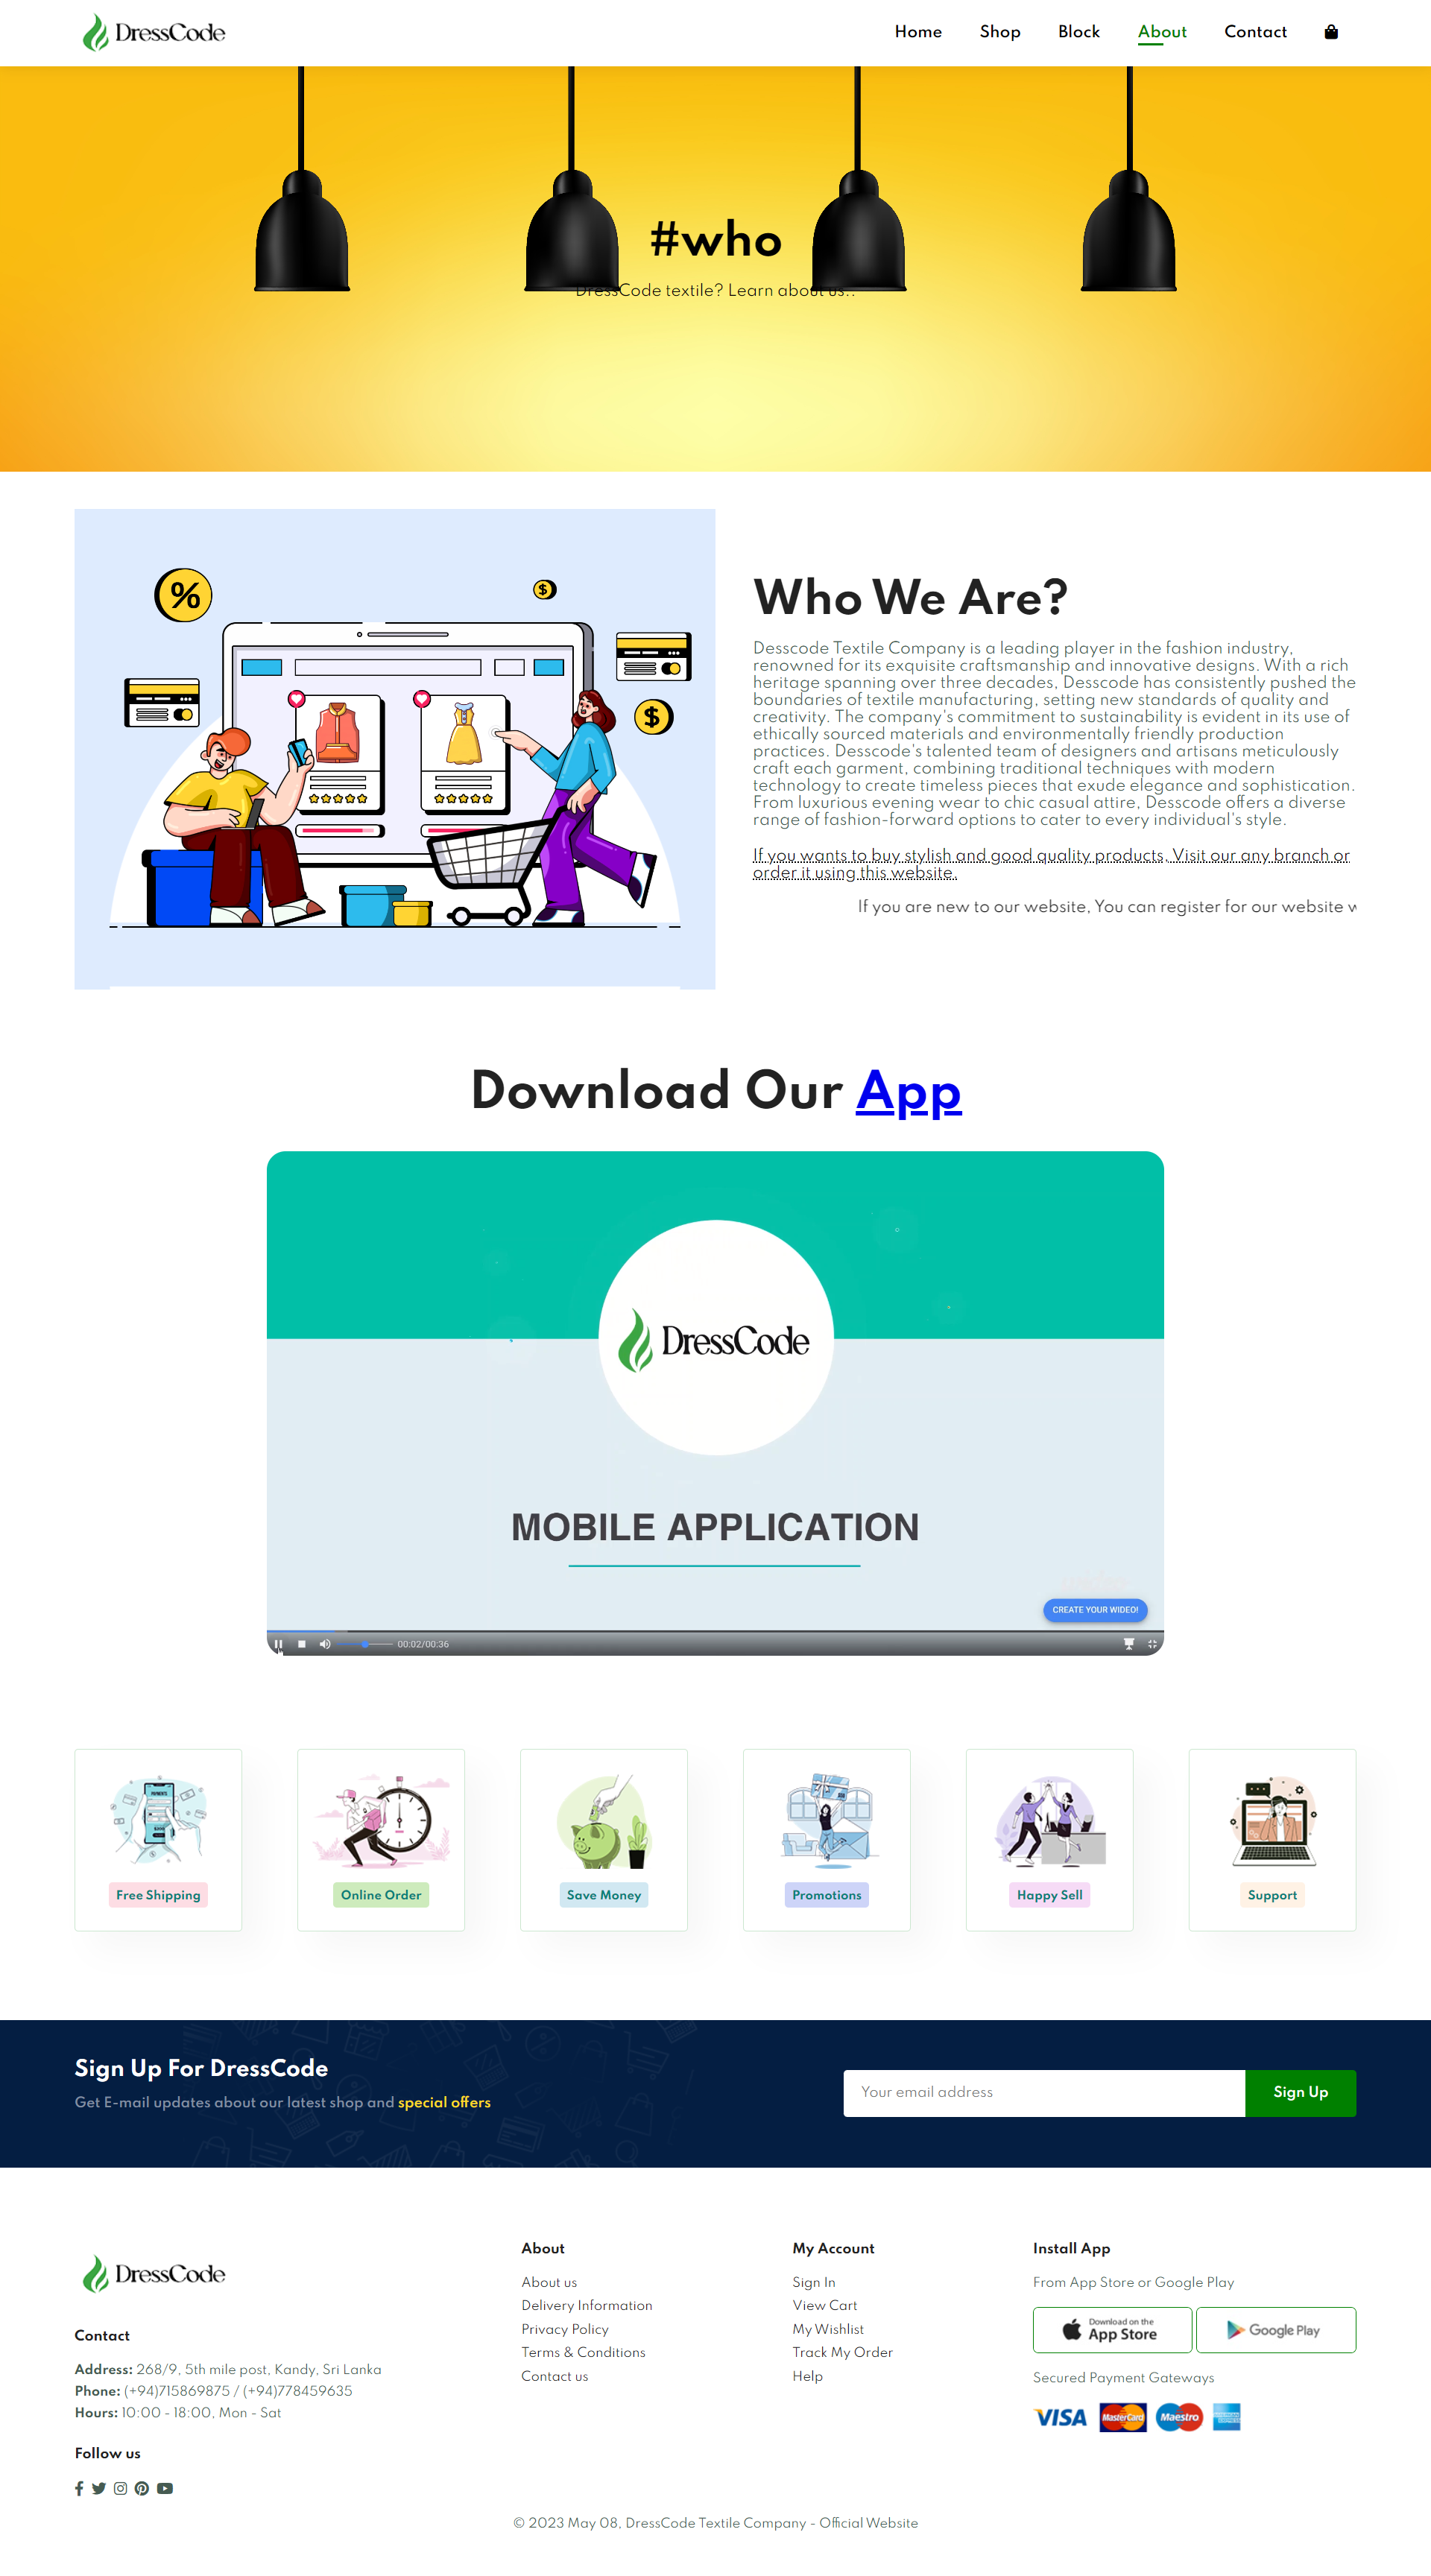 DressCode
Home Shop Block About Contact
#who
DressCode textile? Learn about us..
%
$
$
Who We Are?
Desscode Textile Company is a leading player in the fashion industry,
renowned for its exquisite craftsmanship and innovative designs. With a rich
heritage spanning over three decades, Desscode has consistently pushed the
boundaries of textile manufacturing, setting new standards of quality and
creativity. The company's commitment to sustainability is evident in its use of
ethically sourced materials and environmentally friendly production
practices. Desscode's talented team of designers and artisans meticulously
craft each garment, combining traditional techniques with modern
technology to create timeless pieces that exude elegance and sophistication.
From luxurious evening wear to chic casual attire, Desscode offers a diverse
range of fashion-forward options to cater to every individual's style.
If you wants to buy stylish and good quality products, Visit our any branch or
order it using this website.
If you are new to our website, You can register for our website w
Download Our App
DressCode
MOBILE APPLICATION
CREATE YOUR WIDEO!
00:02/00:36
PAYMENTS
Free Shipping
Online Order
Save Money
Promotions
Happy Sell
Support
Sign Up For DressCode
Get E-mail updates about our latest shop and special offers
Your email address
Sign Up
DressCode
Contact
Address: 268/9, 5th mile post, Kandy, Sri Lanka
Phone: (+94)715869875 / (+94)778459635
Hours: 10:00 - 18:00, Mon - Sat
Follow us
About
About us
Delivery Information
Privacy Policy
Terms & Conditions
Contact us
My Account
Sign In
View Cart
My Wishlist
Track My Order
Help
Install App
From App Store or Google Play
Download on the
App Store
Google Play
Secured Payment Gateways
VISA MasterCard Maestro
© 2023 May 08, DressCode Textile Company - Official Website